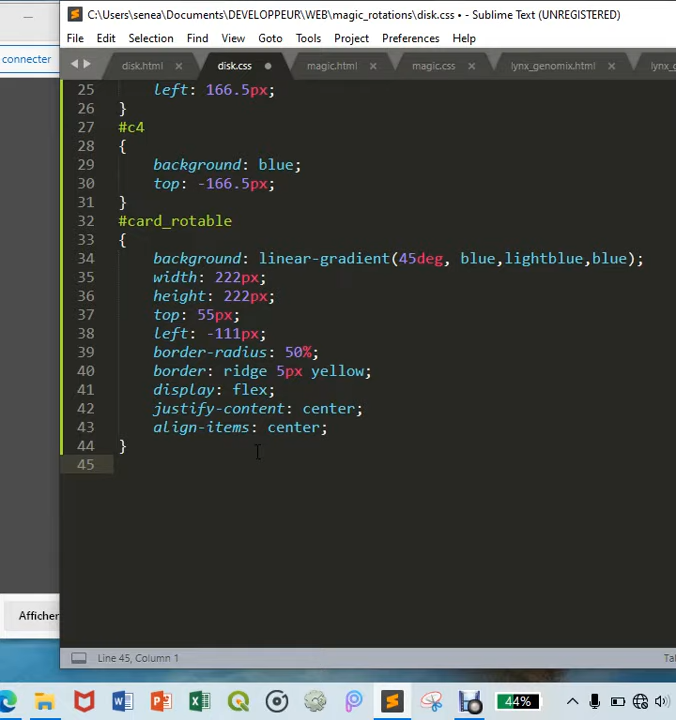 C:\Users\senea\Documents\DEVELOPPEUR\WEB\magic_rotations\disk.css • - Sublime Text (UNREGISTERED)
File Edit Selection Find View Goto Tools Project Preferences Help
connecter
disk.html disk.css magic.html magic.css lynx_genomix.html lynx_g
25 left: 166.5px;
26 }
27 #c4
28 {
29 background: blue;
30 top: -166.5px;
31 }
32 #card_rotable
33 {
34 background: linear-gradient(45deg, blue,lightblue,blue);
35 width: 222px;
36 height: 222px;
37 top: 55px;
38 left: -111px;
39 border-radius: 50%;
40 border: ridge 5px yellow;
41 display: flex;
42 justify-content: center;
43 align-items: center;
44 }
45
Afficher
Line 45, Column 1
Tal
44%